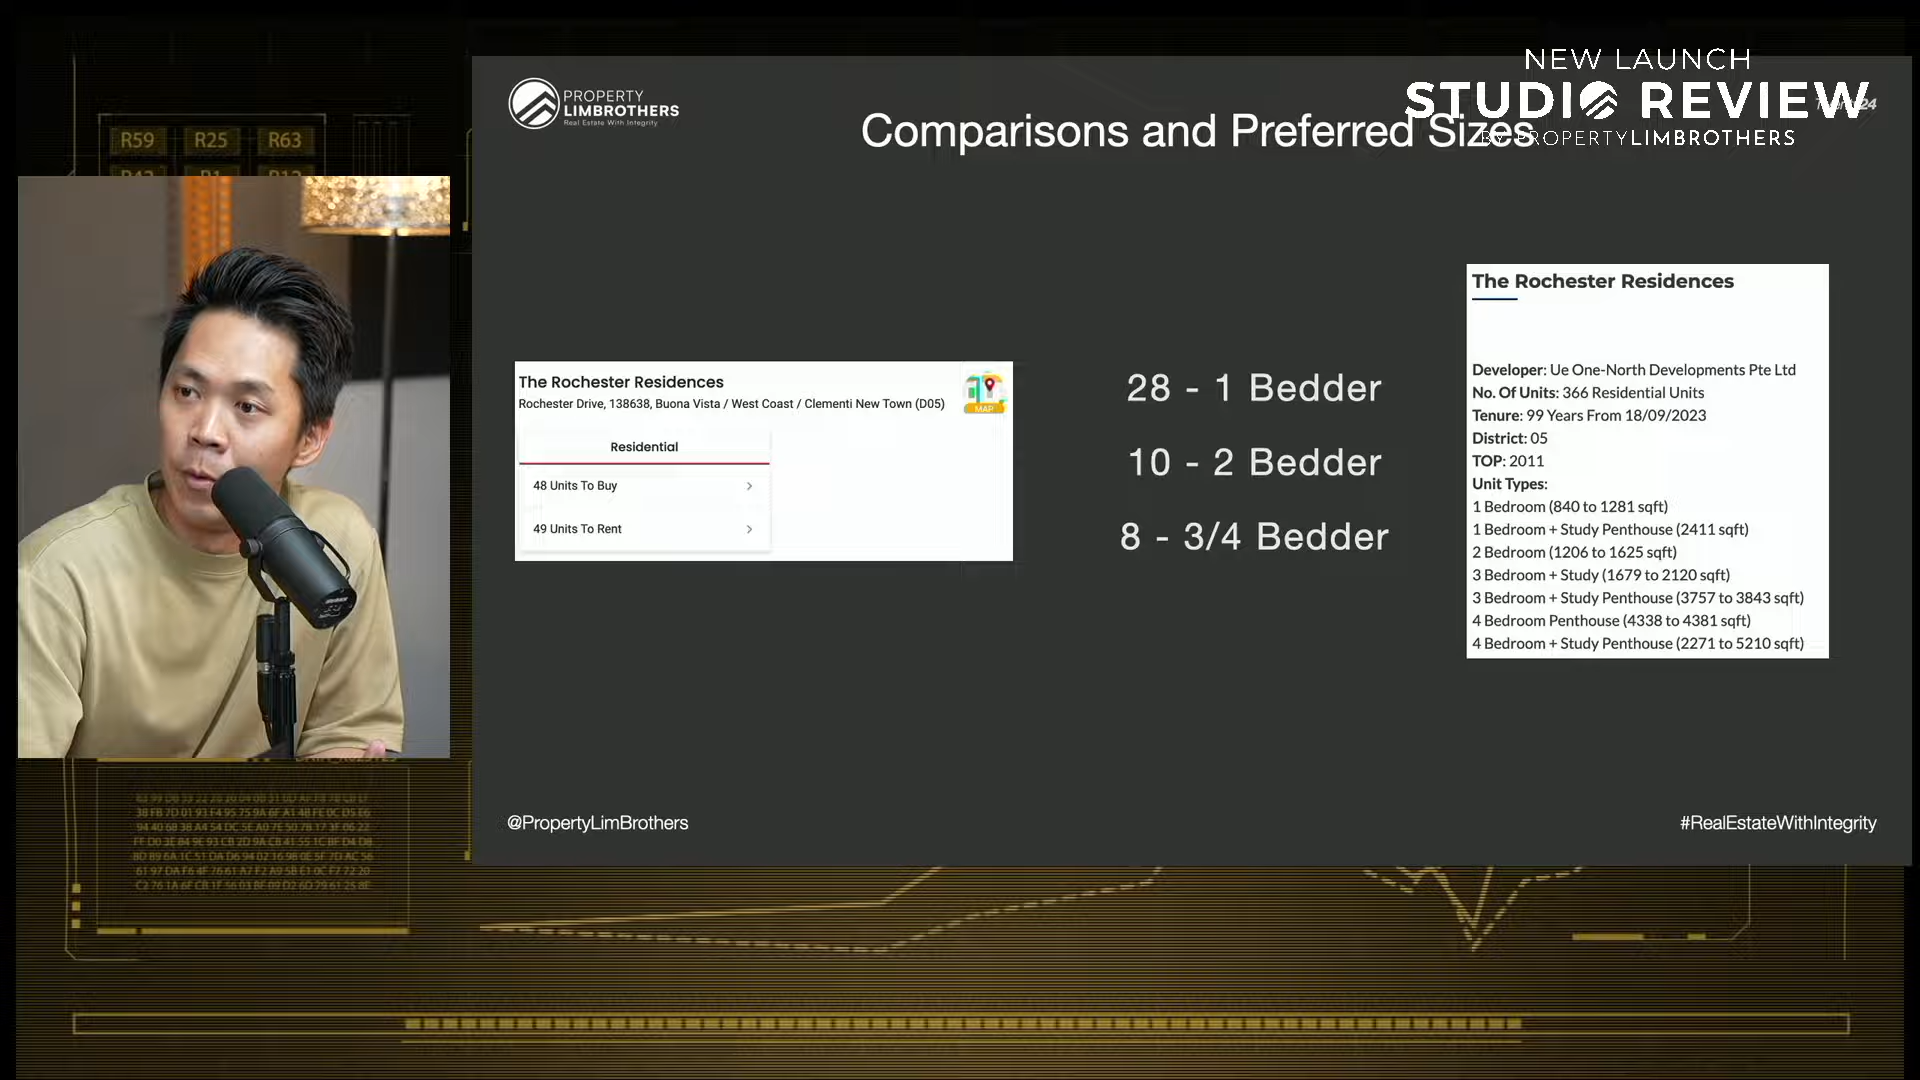 NEW LAUNCH
STUDIO REVIEW
BY PROPERTYLIMBROTHERS
PROPERTY
LIMBROTHERS
Real Estate With Integrity
Comparisons and Preferred Sizes
R59 R25 R63
The Rochester Residences
Rochester Drive, 138638, Buona Vista / West Coast / Clementi New Town (D05)
MAP
Residential
48 Units To Buy
49 Units To Rent
28 - 1 Bedder
10 - 2 Bedder
8 - 3/4 Bedder
The Rochester Residences
Developer: Ue One-North Developments Pte Ltd
No. Of Units: 366 Residential Units
Tenure: 99 Years From 18/09/2023
District: 05
TOP: 2011
Unit Types:
1 Bedroom (840 to 1281 sqft)
1 Bedroom + Study Penthouse (2411 sqft)
2 Bedroom (1206 to 1625 sqft)
3 Bedroom + Study (1679 to 2120 sqft)
3 Bedroom + Study Penthouse (3757 to 3843 sqft)
4 Bedroom Penthouse (4338 to 4381 sqft)
4 Bedroom + Study Penthouse (2271 to 5210 sqft)
@PropertyLimBrothers
#RealEstateWithIntegrity